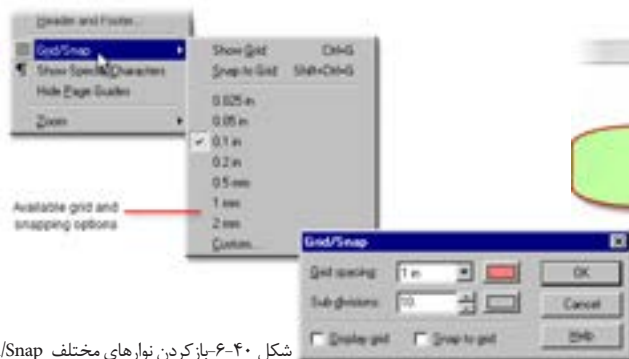 Header and Footer...
Grid/Snap
Show Special Characters
Hide Page Guides
Zoom
Show Grid Ctrl+G
Snap to Grid Shift+Ctrl+G
0.025 in
0.05 in
0.1 in
0.2 in
0.5 mm
1 mm
2 mm
Custom...
Available grid and
snapping options
Grid/Snap
Grid spacing: 1 in OK
Sub-divisions: 10 Cancel
Display grid Snap to grid Help
شکل ۴۰-۶-بازکردن نوارهای مختلف Snap/